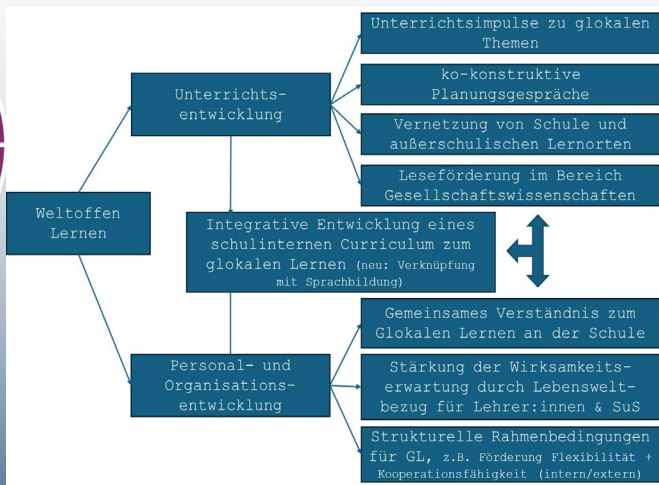 Unterrichtsimpulse zu glokalen
Themen
ko-konstruktive
Planungsgespräche
Unterrichts-
entwicklung
Vernetzung von Schule und
außerschulischen Lernorten
Leseförderung im Bereich
Gesellschaftswissenschaften
Weltoffen
Lernen
Integrative Entwicklung eines
schulinternen Curriculum zum
glokalen Lernen (neu: Verknüpfung
mit Sprachbildung)
Gemeinsames Verständnis zum
Glokalen Lernen an der Schule
Personal- und
Organisations-
entwicklung
Stärkung der Wirksamkeits-
erwartung durch Lebenswelt-
bezug für Lehrer:innen & SuS
Strukturelle Rahmenbedingungen
für GL, z.B. Förderung Flexibilität +
Kooperationsfähigkeit (intern/extern)